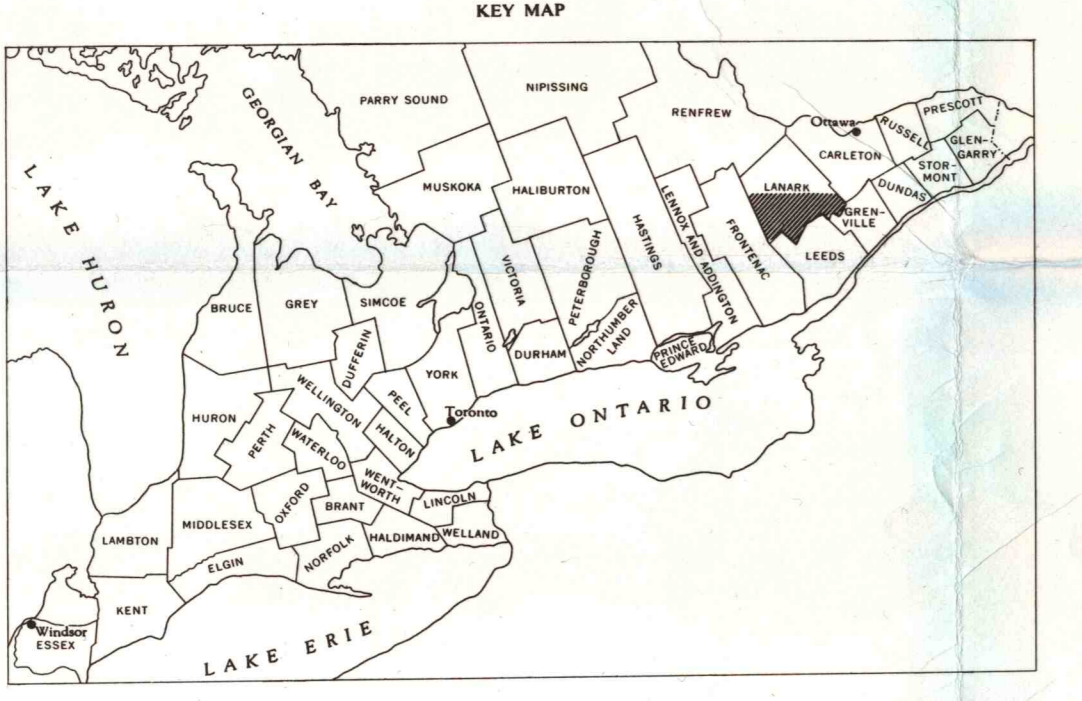 KEY MAP
PARRY SOUND
NIPISSING
RENFREW
Ottawa
PRESCOTT
RUSSELL
GLEN-
GARRY
CARLETON
STOR-
MONT
DUNDAS
LANARK
GREN-
VILLE
LEEDS
GEORGIAN
BAY
LAKE
HURON
MUSKOKA
HALIBURTON
HASTINGS
LENNOX AND ADDINGTON
FRONTENAC
BRUCE
GREY
SIMCOE
DUFFERIN
ONTARIO
VICTORIA
PETERBOROUGH
DURHAM
NORTHUMBER
LAND
PRINCE
EDWARD
YORK
PEEL
HALTON
Toronto
LAKE ONTARIO
HURON
PERTH
WELLINGTON
WATERLOO
WENT-
WORTH
LINCOLN
WELLAND
HALDIMAND
BRANT
OXFORD
NORFOLK
MIDDLESEX
ELGIN
LAMBTON
KENT
Windsor
ESSEX
LAKE ERIE